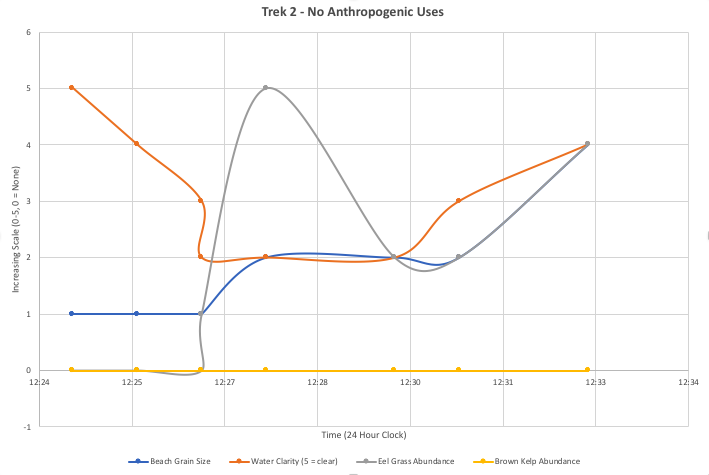 Trek 2 - No Anthropogenic Uses
6
5
4
3
2
1
0
-1
Increasing Scale (0-5, 0 = None)
12:24 12:25 12:27 12:28 12:30 12:31 12:33 12:34
Time (24 Hour Clock)
Beach Grain Size Water Clarity (5 = clear) Eel Grass Abundance Brown Kelp Abundance